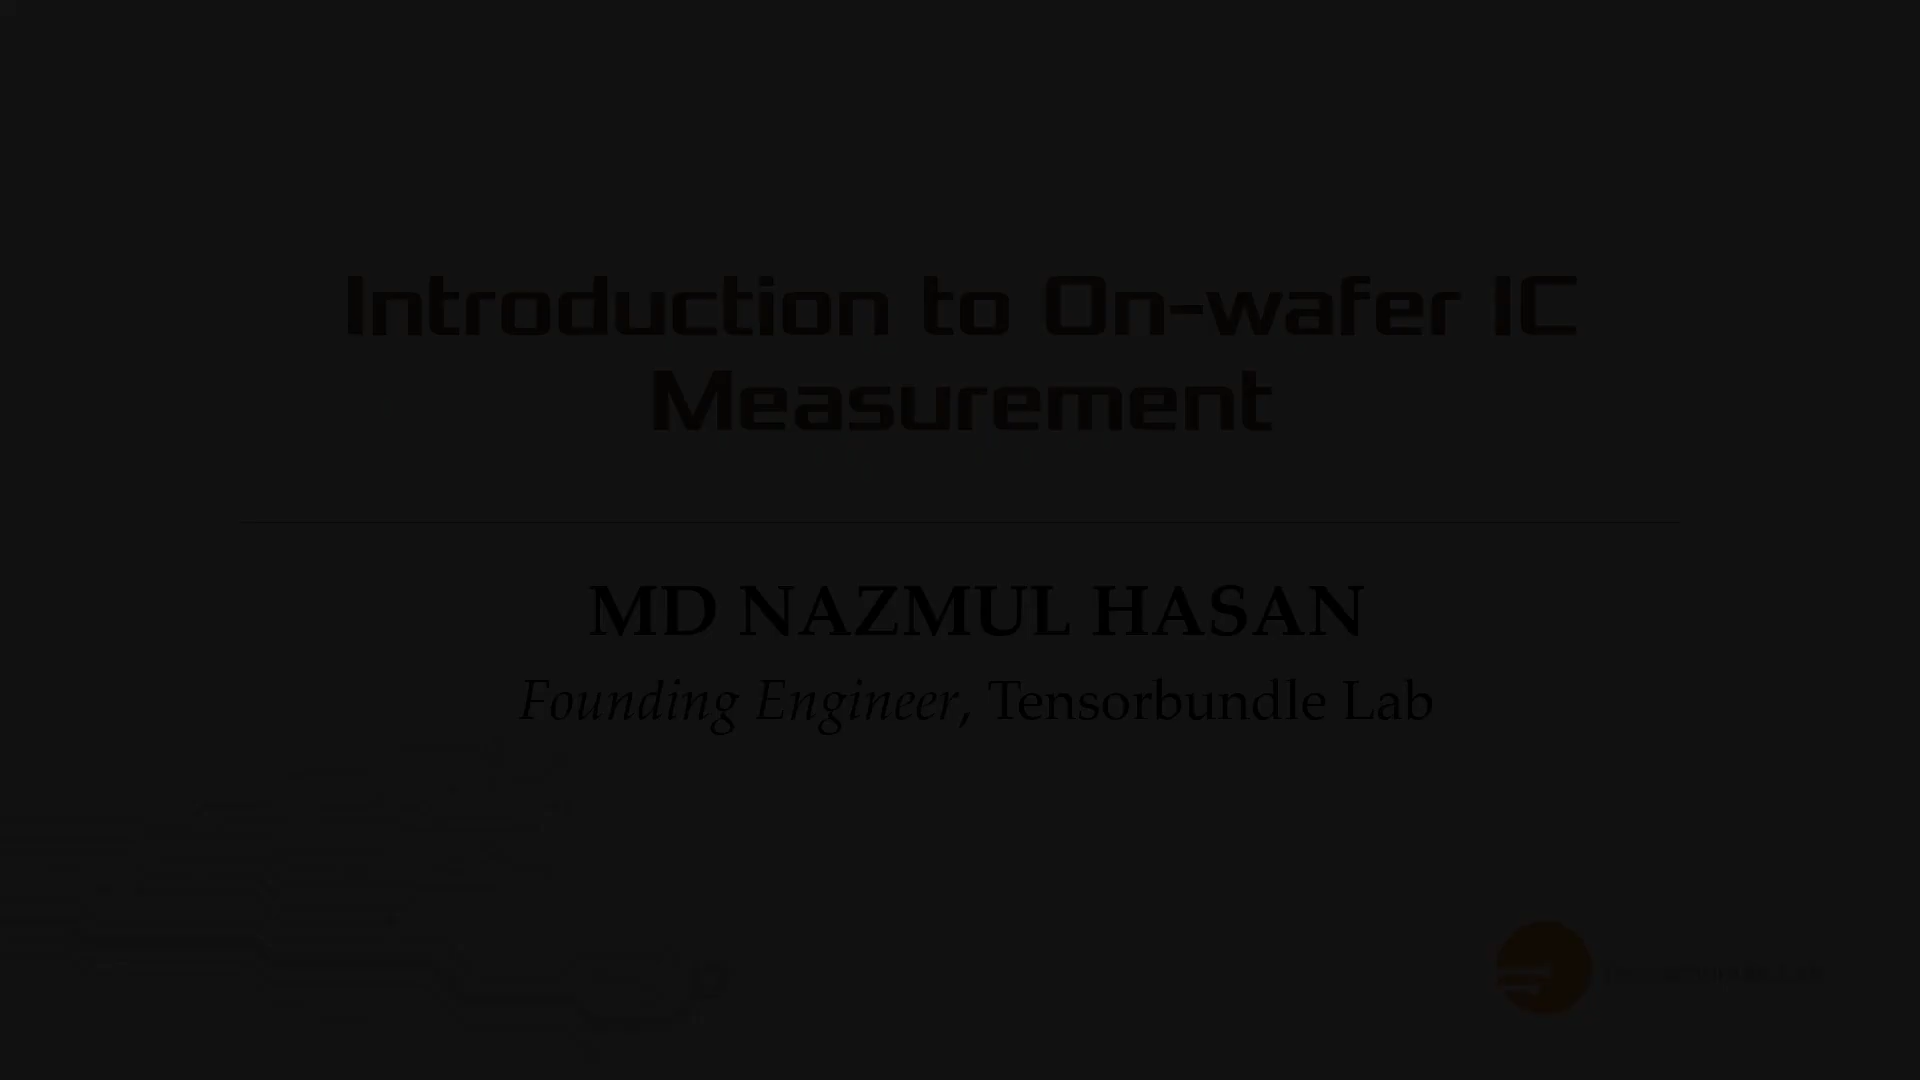 Introduction to On-wafer IC
Measurement
MD NAZMUL HASAN
Founding Engineer, Tensorbundle Lab